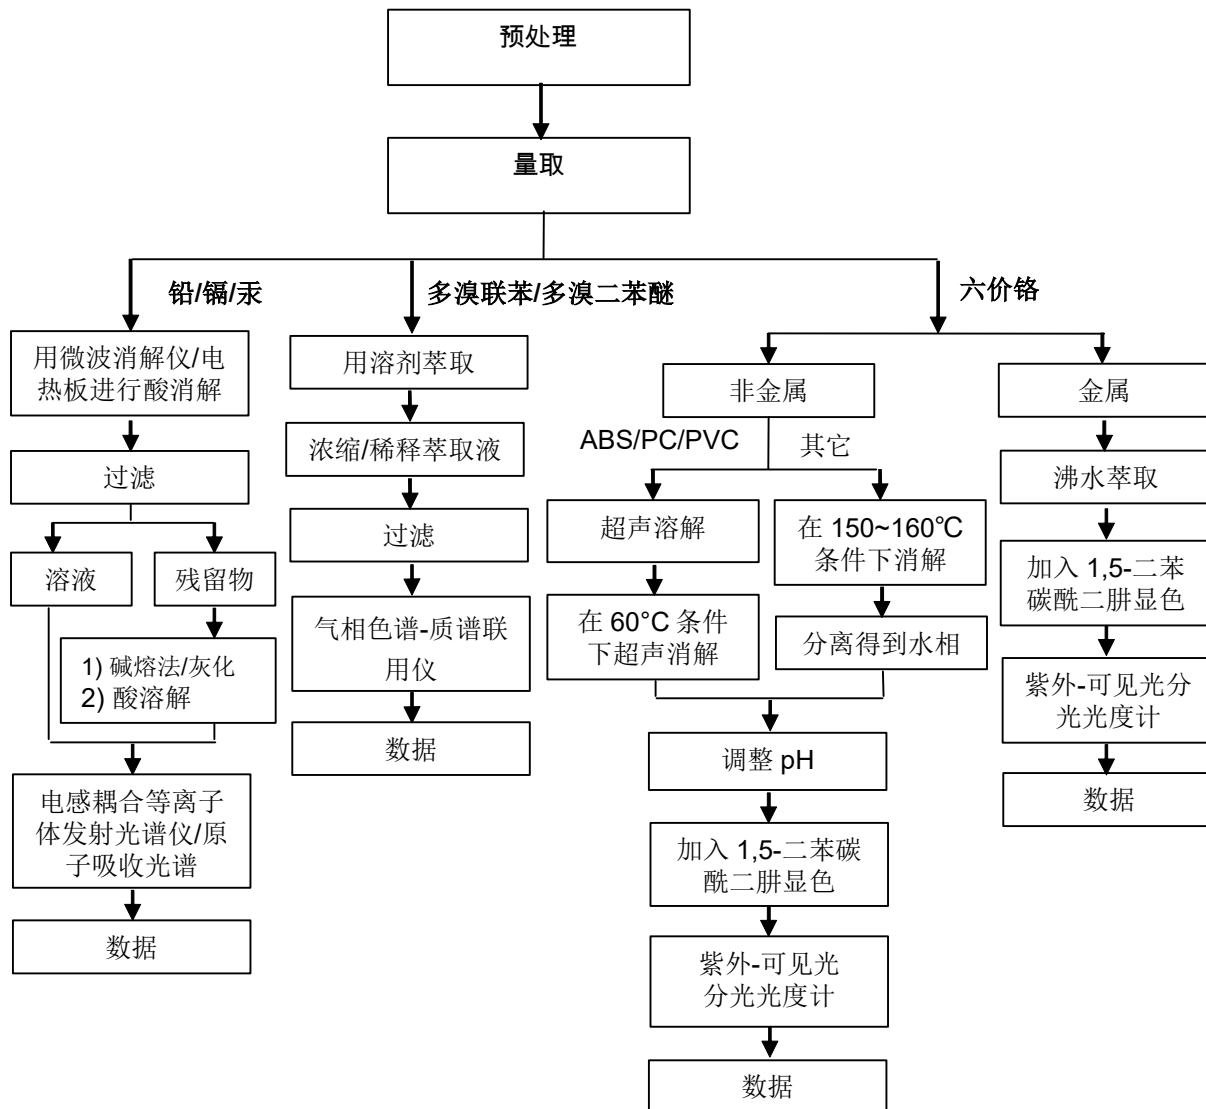 预处理
量取
铅/镉/汞
多溴联苯/多溴二苯醚
六价铬
用微波消解仪/电
热板进行酸消解
过滤
溶液
残留物
1) 碱熔法/灰化
2) 酸溶解
电感耦合等离子
体发射光谱仪/原
子吸收光谱
数据
用溶剂萃取
浓缩/稀释萃取液
过滤
气相色谱-质谱联
用仪
数据
非金属
ABS/PC/PVC
其它
超声溶解
在 60°C 条件
下超声消解
在 150~160℃
条件下消解
分离得到水相
调整 pH
加入 1,5-二苯碳
酰二肼显色
紫外-可见光
分光光度计
数据
金属
沸水萃取
加入 1,5-二苯
碳酰二肼显色
紫外-可见光分
光光度计
数据